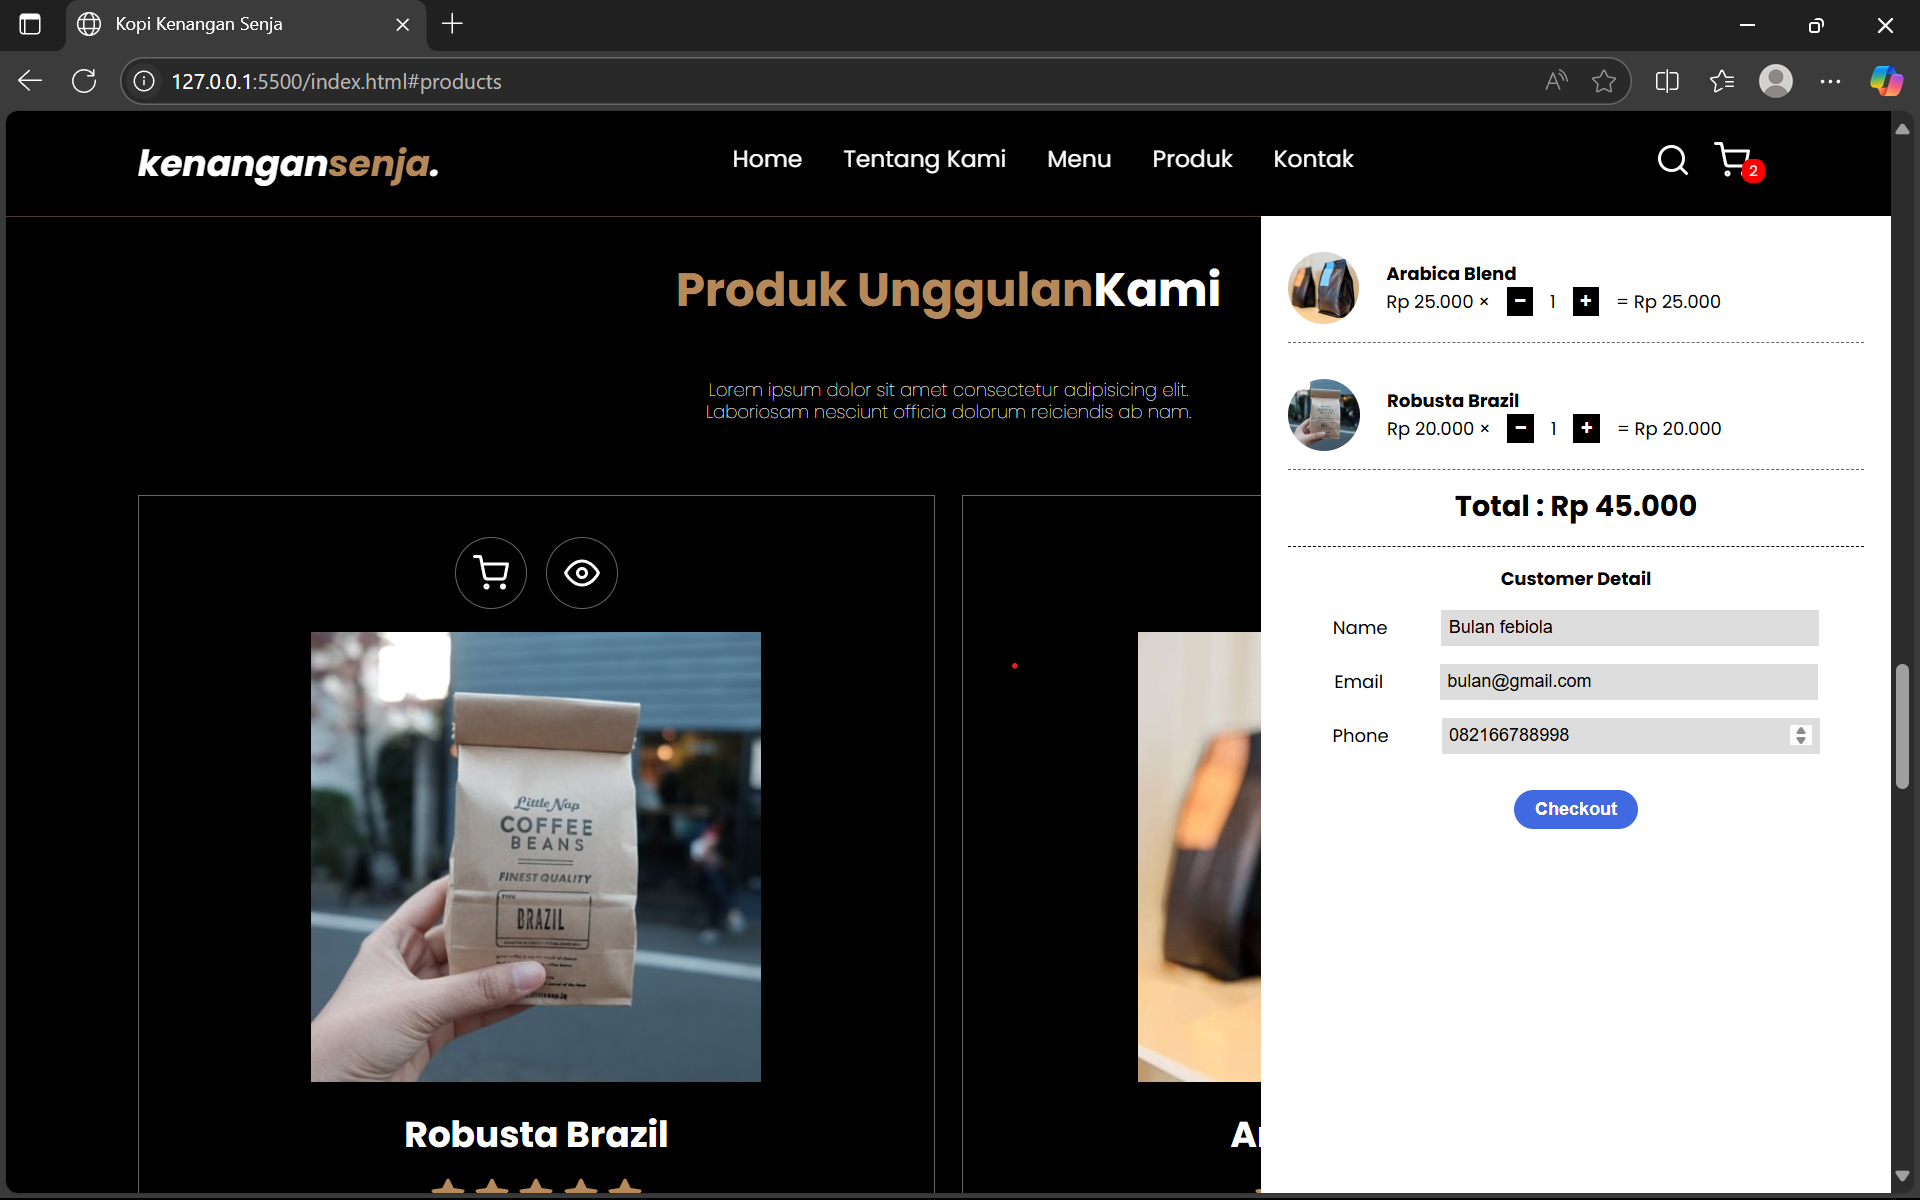 Kopi Kenangan Senja
127.0.0.1:5500/index.html#products
kenangansenja.
Home Tentang Kami Menu Produk Kontak
2
Produk UnggulanKami
Lorem ipsum dolor sit amet consectetur adipisicing elit.
Laboriosam nesciunt officia dolorum reiciendis ab nam.
Little Nap
COFFEE
BEANS
FINEST QUALITY
TYPE
BRAZIL
Robusta Brazil
Arabica Blend
Rp 25.000 × − 1 + = Rp 25.000
Robusta Brazil
Rp 20.000 × − 1 + = Rp 20.000
Total : Rp 45.000
Customer Detail
Name Bulan febiola
Email bulan@gmail.com
Phone 082166788998
Checkout